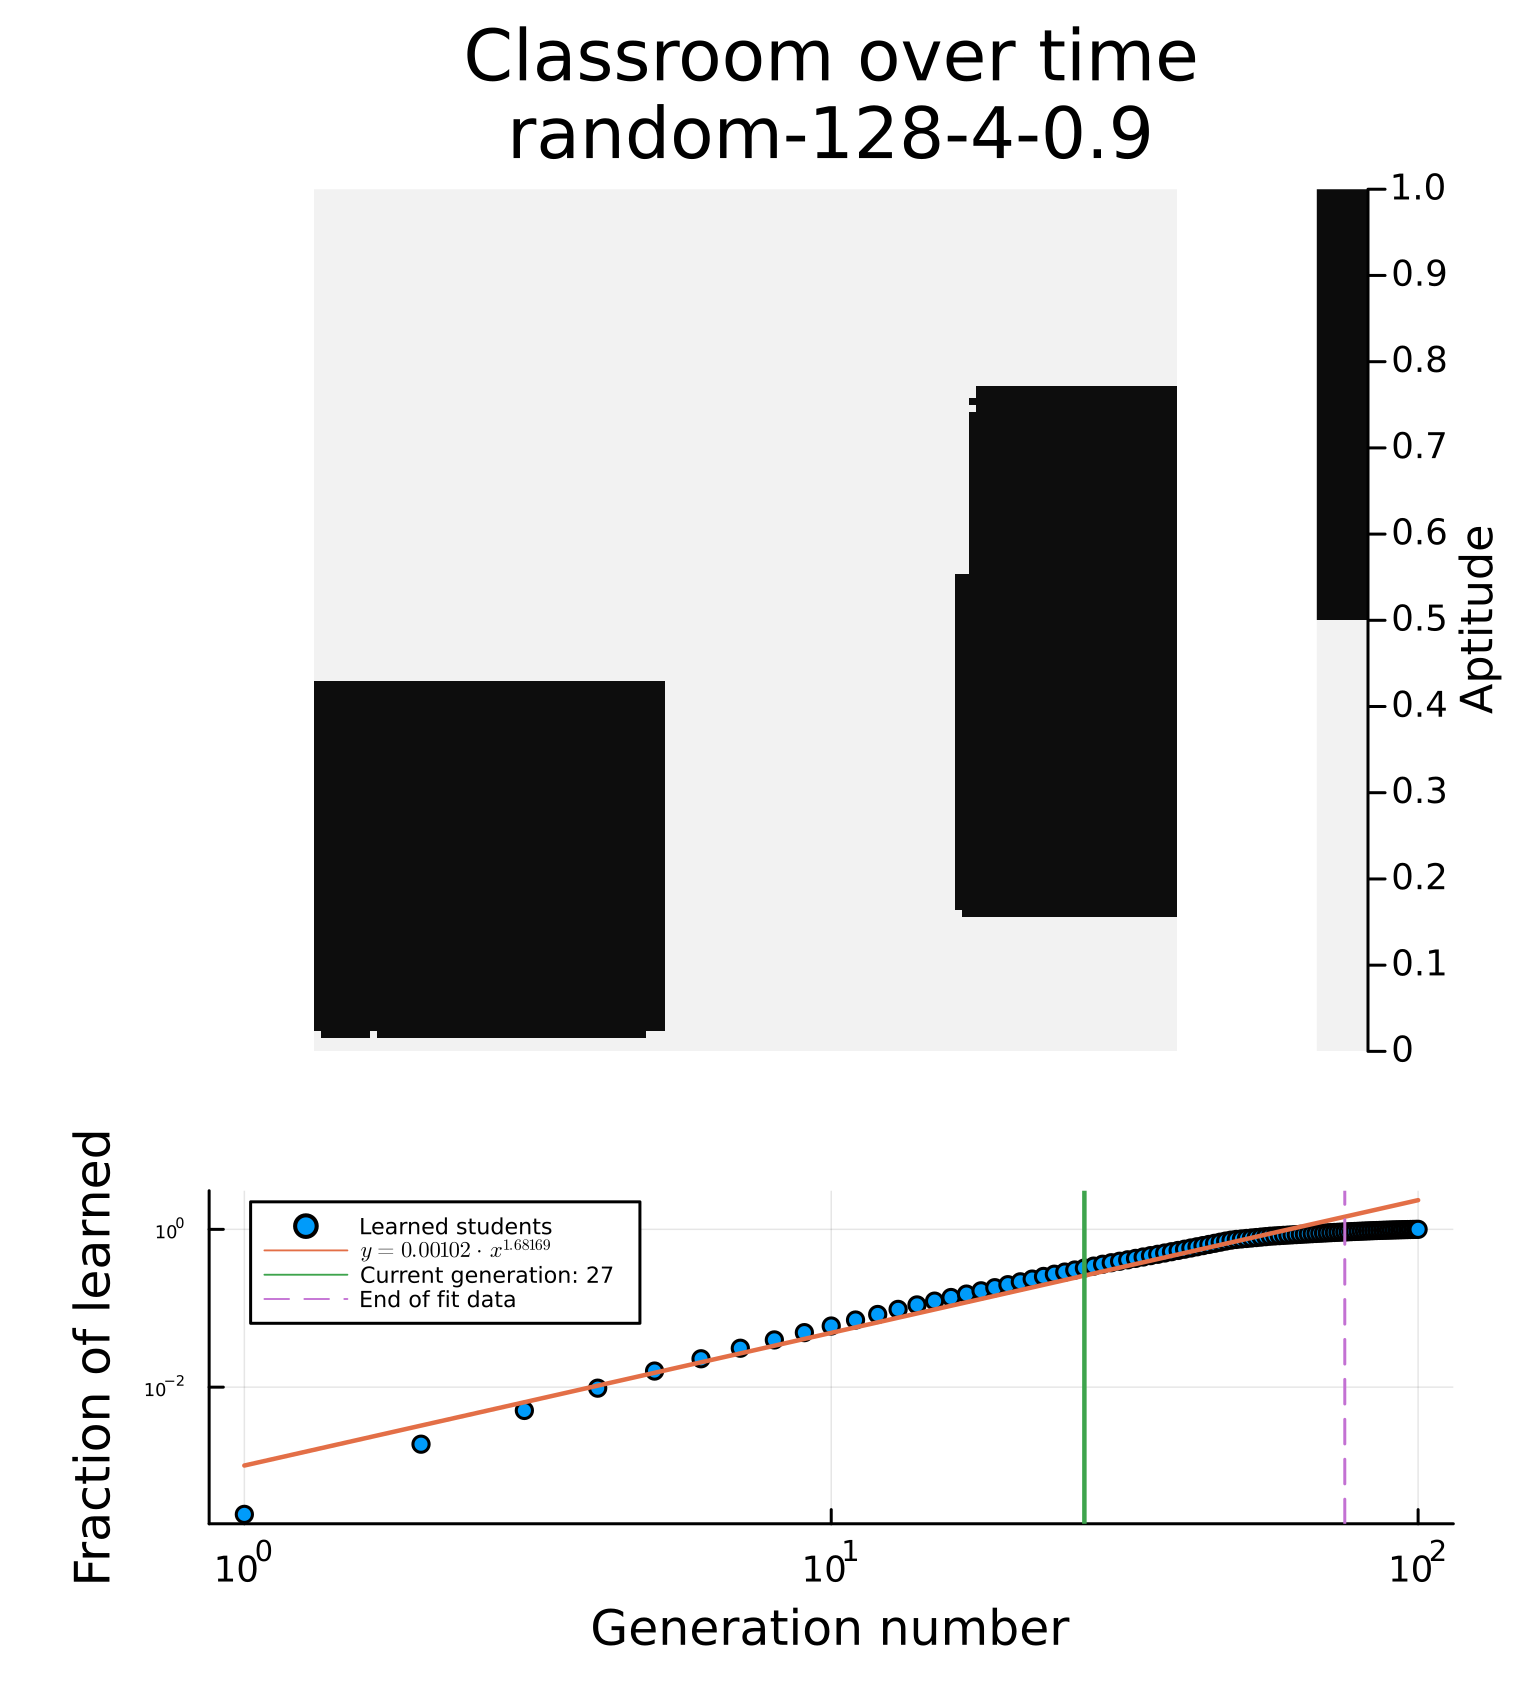 Classroom over time
random-128-4-0.9
1.0
0.9
0.8
0.7
0.6
0.5
0.4
0.3
0.2
0.1
0
Aptitude
Fraction of learned
10^0
10^-2
Learned students
y = 0.00102 · x^1.68169
Current generation: 27
End of fit data
10^0
10^1
10^2
Generation number